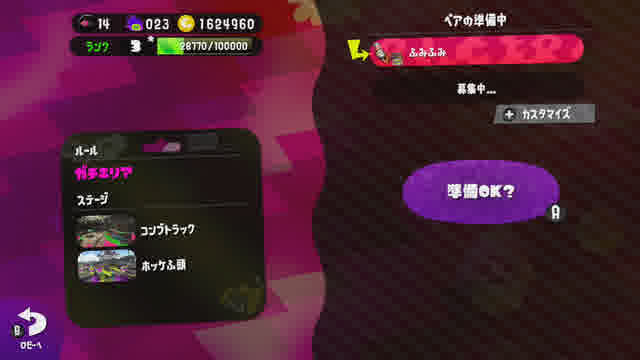 14 023 1624960
ランク 3 * 28770/100000
ルール
ガチホコリア
ステージ
コンブトラック
ホッケふ頭
B
ロビーへ
ペアの準備中
ふみふみ
募集中...
+ カスタマイズ
準備OK?
A